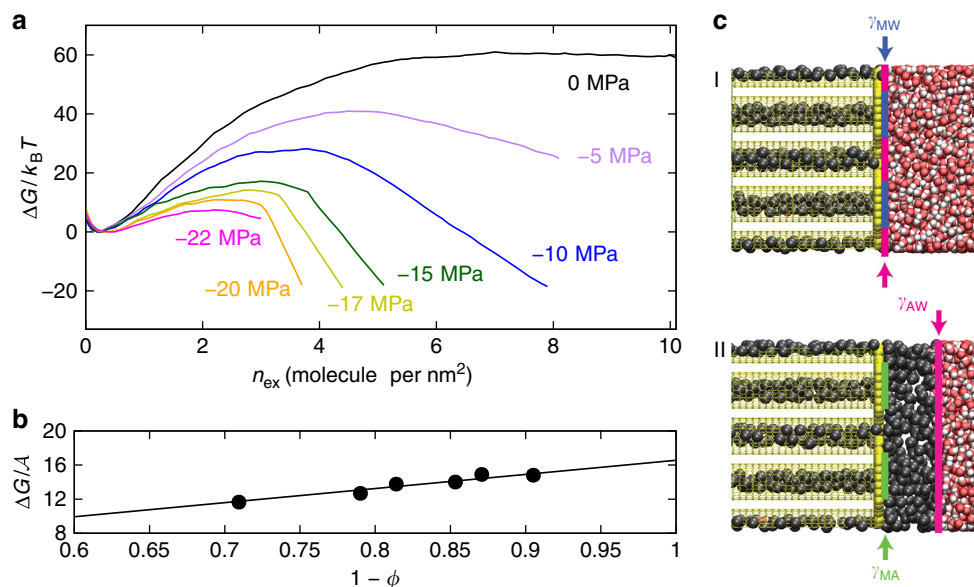 a
60
40
20
0
−20
ΔG/kBT
0 MPa
−5 MPa
−10 MPa
−15 MPa
−17 MPa
−20 MPa
−22 MPa
0 2 4 6 8 10
nex (molecule per nm²)
b
20
16
12
8
ΔG/A
0.6 0.65 0.7 0.75 0.8 0.85 0.9 0.95 1
1 − ϕ
c
γMW
I
γAW
II
γMA